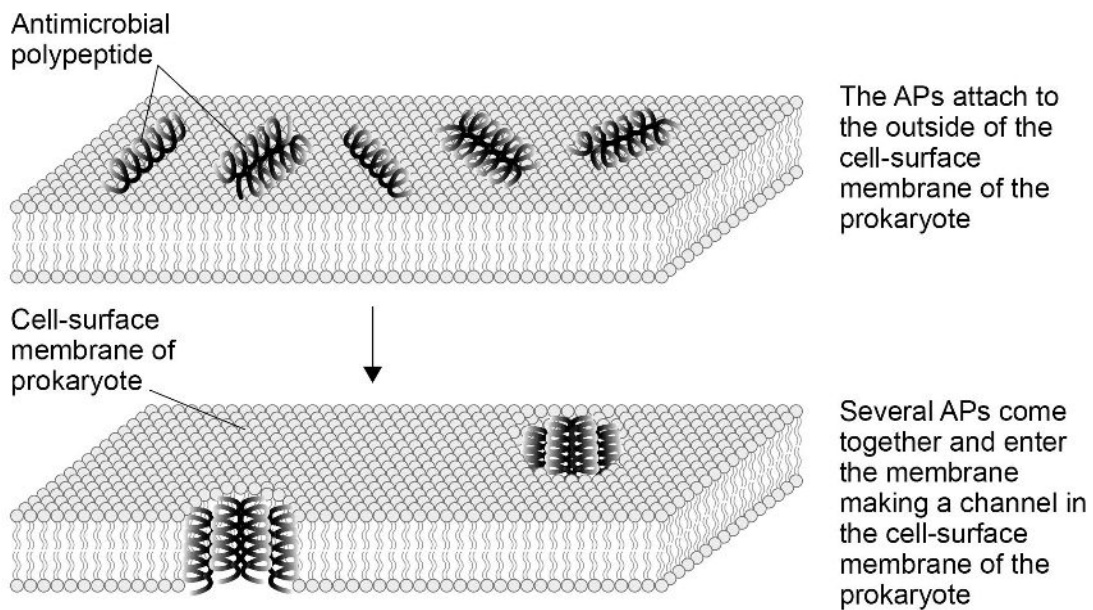 Antimicrobial
polypeptide
The APs attach to
the outside of the
cell-surface
membrane of the
prokaryote
Cell-surface
membrane of
prokaryote
Several APs come
together and enter
the membrane
making a channel in
the cell-surface
membrane of the
prokaryote